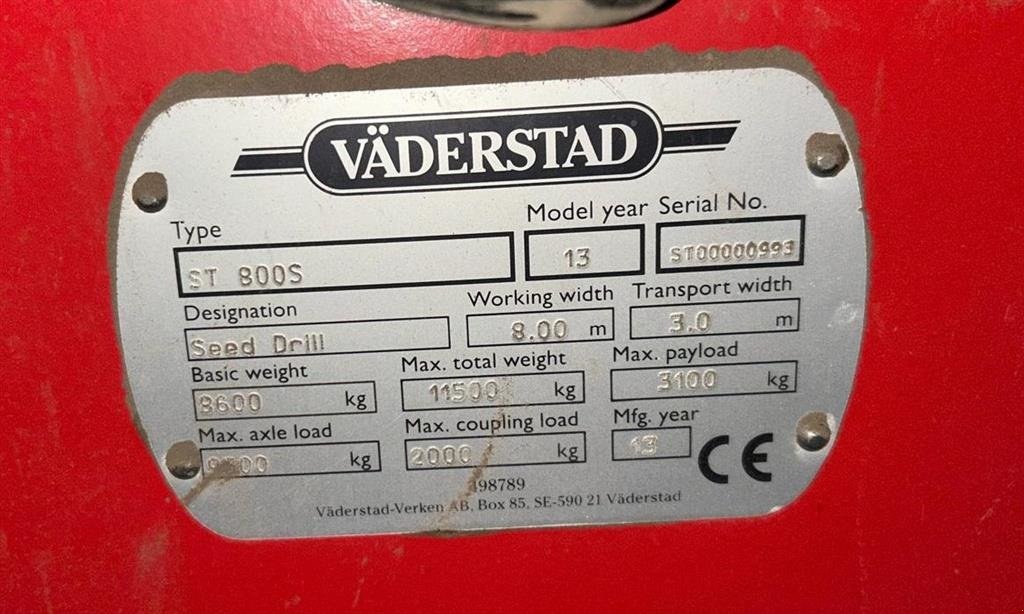 VÄDERSTAD
Type Model year Serial No.
ST 800S 13 ST00000993
Designation Working width Transport width
Seed Drill 8.00 m 3.0 m
Basic weight Max. total weight Max. payload
8600 kg 11500 kg 3100 kg
Max. axle load Max. coupling load Mfg. year
kg 2000 kg 13 CE
498789
Väderstad-Verken AB, Box 85, SE-590 21 Väderstad